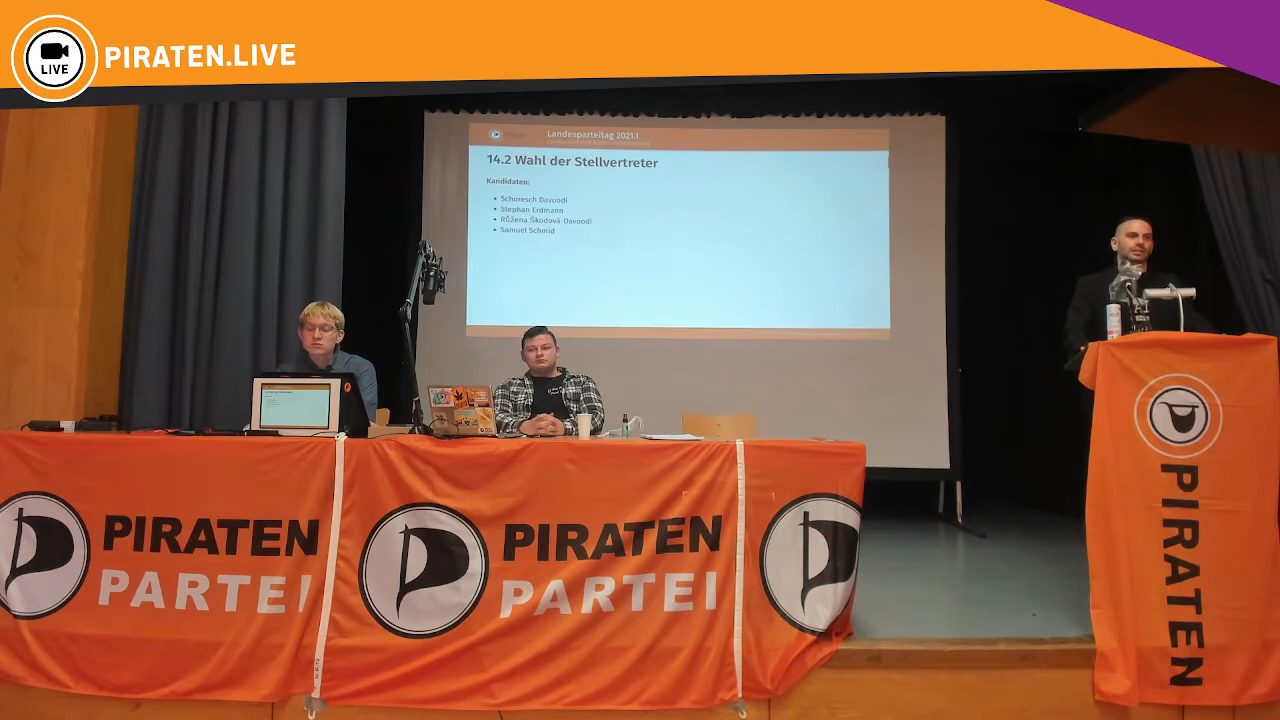 LIVE
PIRATEN.LIVE
Landesparteitag 2021.1
14.2 Wahl der Stellvertreter
Kandidaten:
• Schoresch Davoodi
• Stephan Erdmann
• Růžena Škodová-Davoodi
• Samuel Schmid
PIRATEN
PARTEI
PIRATEN
PARTEI
PIRATEN